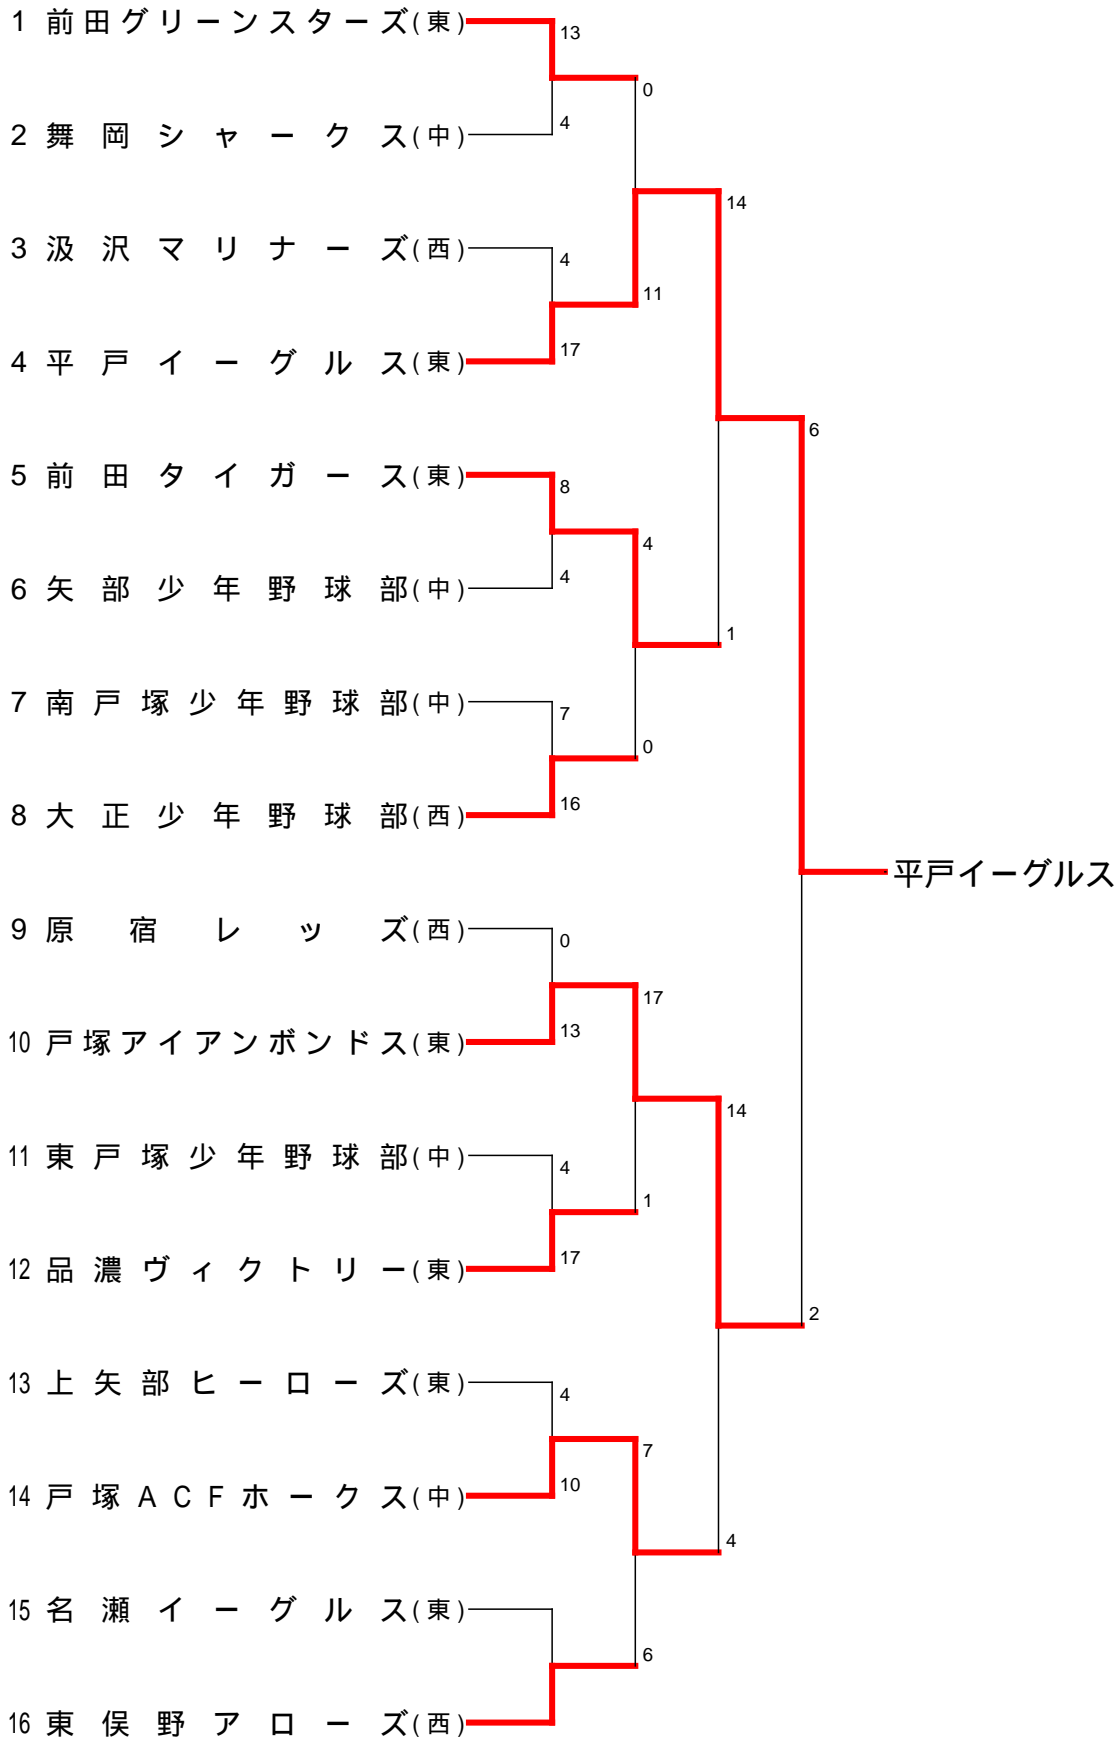 1 前田グリーンスターズ(東)
13
0
4
2 舞岡シャークス(中)
14
3 汲沢マリナーズ(西)
4
11
17
4 平戸イーグルス(東)
6
5 前田タイガース(東)
8
4
4
6 矢部少年野球部(中)
1
7 南戸塚少年野球部(中)
7
0
16
8 大正少年野球部(西)
平戸イーグルス
9 原宿レッズ(西)
0
17
13
10 戸塚アイアンボンドス(東)
14
11 東戸塚少年野球部(中)
4
1
17
12 品濃ヴィクトリー(東)
2
13 上矢部ヒーローズ(東)
4
7
10
14 戸塚ACFホークス(中)
4
15 名瀬イーグルス(東)
6
16 東俣野アローズ(西)